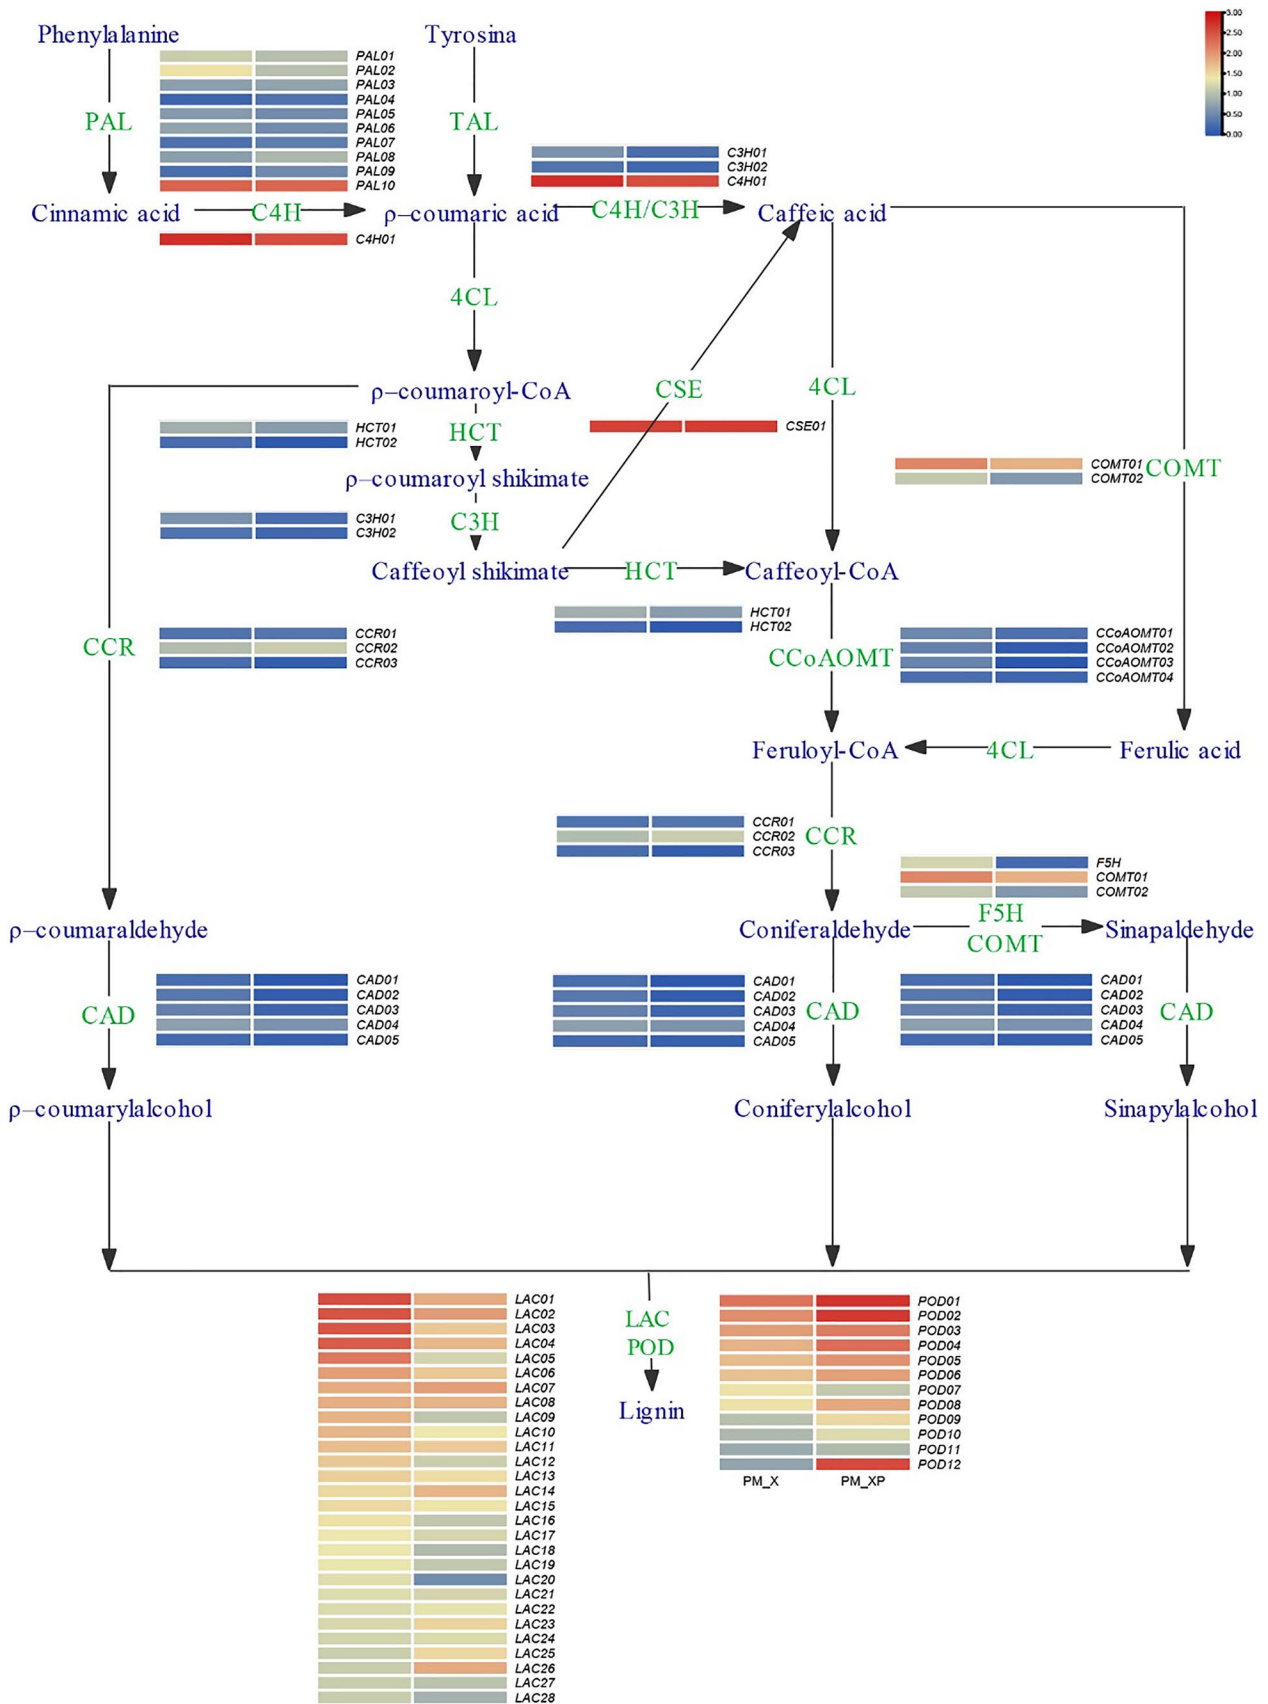 Phenylalanine
Tyrosina
3.00
2.50
2.00
1.50
1.00
0.50
0.00
PAL01
PAL02
PAL03
PAL04
PAL05
PAL06
PAL07
PAL08
PAL09
PAL10
PAL
TAL
C3H01
C3H02
C4H01
Cinnamic acid
C4H
ρ–coumaric acid
C4H/C3H
Caffeic acid
C4H01
4CL
ρ–coumaroyl-CoA
CSE
4CL
HCT01
HCT02
HCT
CSE01
COMT01
COMT02
COMT
ρ–coumaroyl shikimate
C3H01
C3H02
C3H
Caffeoyl shikimate
HCT
Caffeoyl-CoA
HCT01
HCT02
CCR
CCR01
CCR02
CCR03
CCoAOMT
CCoAOMT01
CCoAOMT02
CCoAOMT03
CCoAOMT04
Feruloyl-CoA
4CL
Ferulic acid
CCR01
CCR02
CCR03
CCR
F5H
COMT01
COMT02
ρ–coumaraldehyde
Coniferaldehyde
F5H
COMT
Sinapaldehyde
CAD
CAD01
CAD02
CAD03
CAD04
CAD05
CAD01
CAD02
CAD03
CAD04
CAD05
CAD
CAD01
CAD02
CAD03
CAD04
CAD05
CAD
ρ–coumarylalcohol
Coniferylalcohol
Sinapylalcohol
LAC01
LAC02
LAC03
LAC04
LAC05
LAC06
LAC07
LAC08
LAC09
LAC10
LAC11
LAC12
LAC13
LAC14
LAC15
LAC16
LAC17
LAC18
LAC19
LAC20
LAC21
LAC22
LAC23
LAC24
LAC25
LAC26
LAC27
LAC28
LAC
POD
Lignin
POD01
POD02
POD03
POD04
POD05
POD06
POD07
POD08
POD09
POD10
POD11
POD12
PM_X
PM_XP